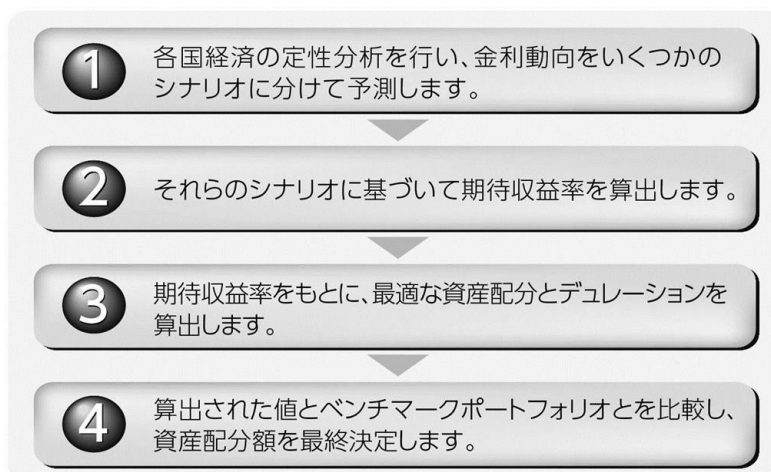 1
各国経済の定性分析を行い、金利動向をいくつかの
シナリオに分けて予測します。
2
それらのシナリオに基づいて期待収益率を算出します。
3
期待収益率をもとに、最適な資産配分とデュレーションを
算出します。
4
算出された値とベンチマークポートフォリオとを比較し、
資産配分額を最終決定します。